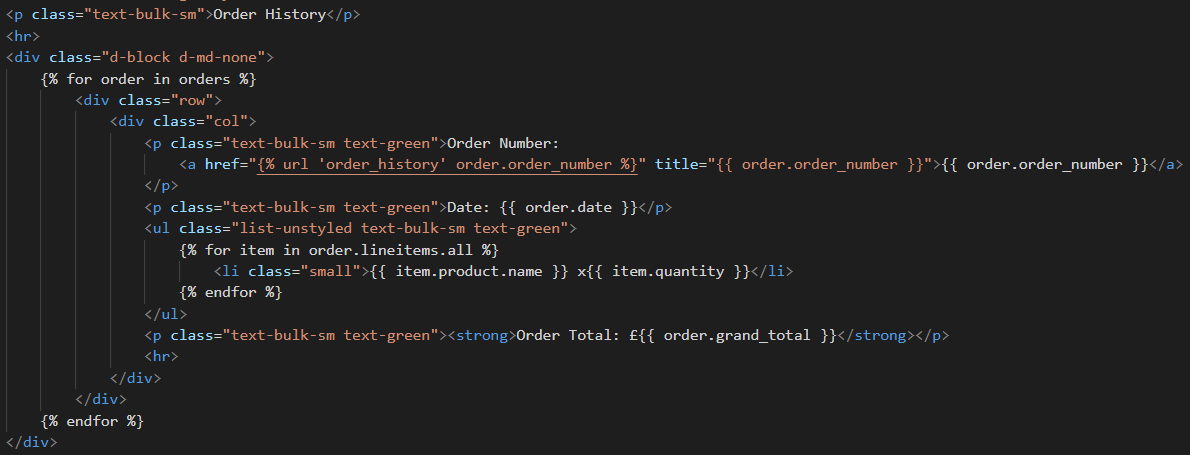 <p class="text-bulk-sm">Order History</p>
<hr>
<div class="d-block d-md-none">
    {% for order in orders %}
        <div class="row">
            <div class="col">
                <p class="text-bulk-sm text-green">Order Number:
                    <a href="{% url 'order_history' order.order_number %}" title="{{ order.order_number }}">{{ order.order_number }}</a>
                </p>
                <p class="text-bulk-sm text-green">Date: {{ order.date }}</p>
                <ul class="list-unstyled text-bulk-sm text-green">
                    {% for item in order.lineitems.all %}
                        <li class="small">{{ item.product.name }} x{{ item.quantity }}</li>
                    {% endfor %}
                </ul>
                <p class="text-bulk-sm text-green"><strong>Order Total: £{{ order.grand_total }}</strong></p>
                <hr>
            </div>
        </div>
    {% endfor %}
</div>